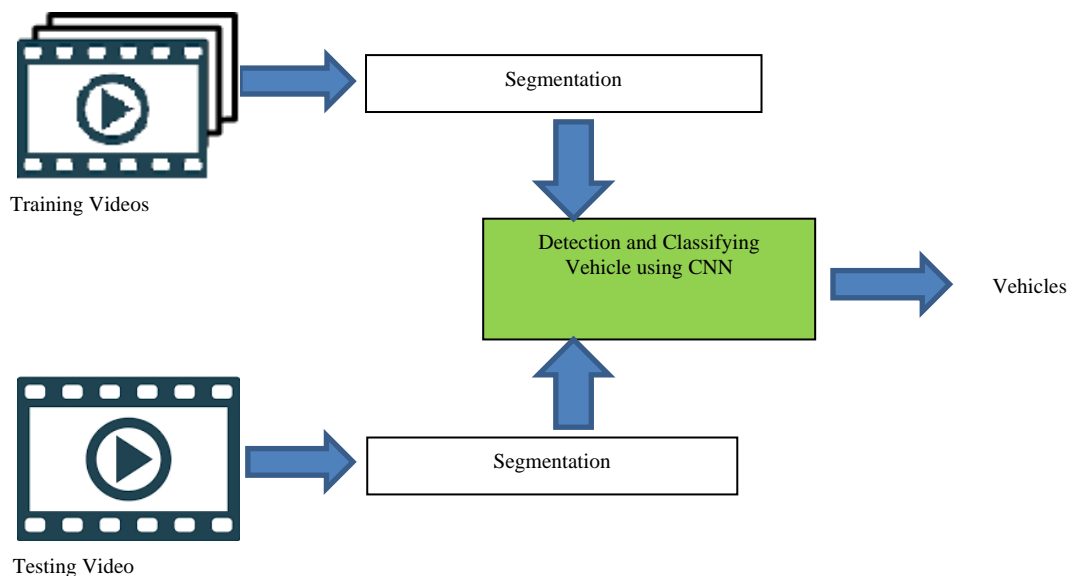 Segmentation
Training Videos
Detection and Classifying
Vehicle using CNN
Vehicles
Segmentation
Testing Video